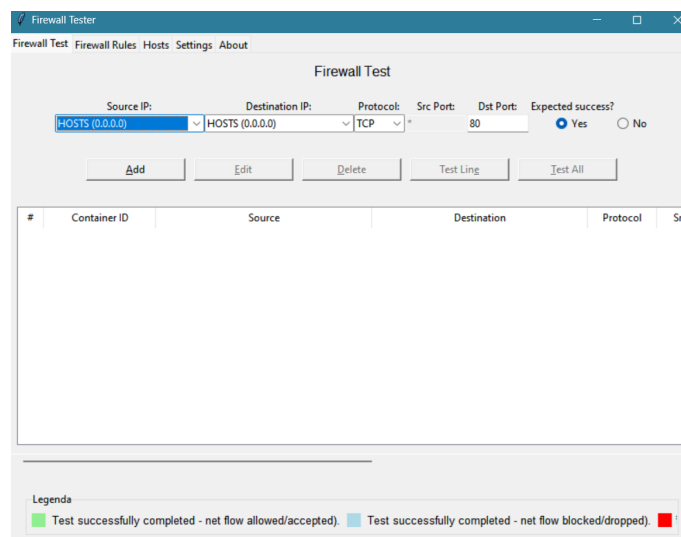 Firewall Tester
Firewall Test Firewall Rules Hosts Settings About
Firewall Test
Source IP: Destination IP: Protocol: Src Port: Dst Port: Expected success?
HOSTS (0.0.0.0) HOSTS (0.0.0.0) TCP * 80 Yes No
Add Edit Delete Test Line Test All
# Container ID Source Destination Protocol
Legenda
Test successfully completed - net flow allowed/accepted). Test successfully completed - net flow blocked/dropped).